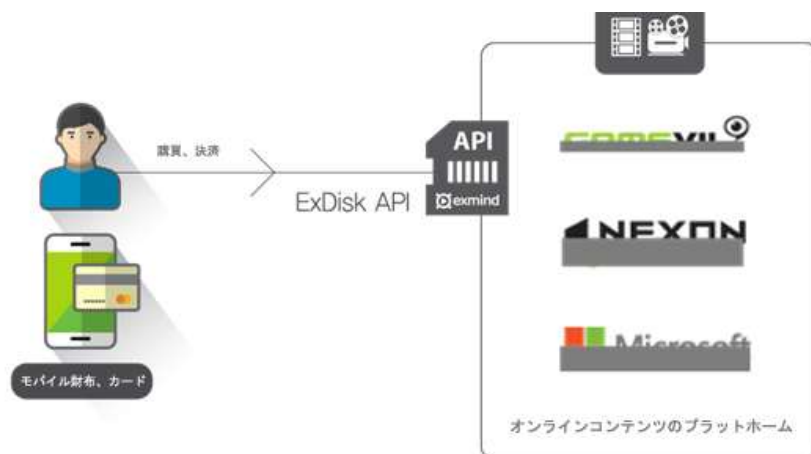 購買、決済
ExDisk API
API
exmind
モバイル財布、カード
NEXON
Microsoft
オンラインコンテンツのプラットホーム